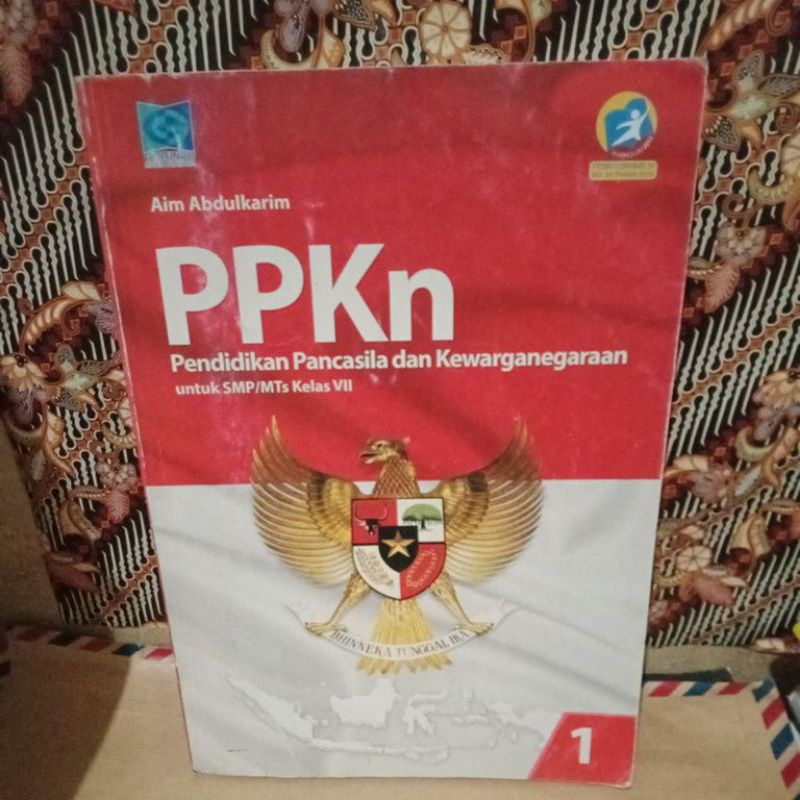 Aim Abdulkarim
PPKn
Pendidikan Pancasila dan Kewarganegaraan
untuk SMP/MTs Kelas VII
BHINNEKA TUNGGAL IKA
1